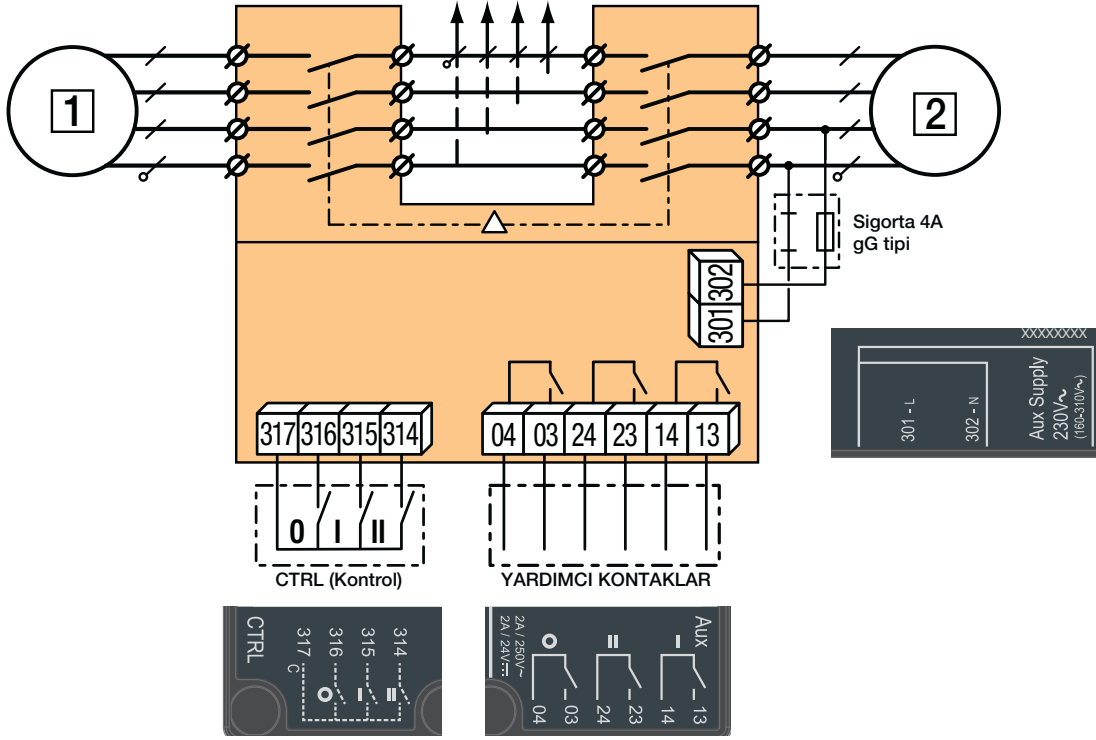 1
2
Sigorta 4A
gG tipi
302
301
XXXXXXXX
301 - L
302 - N
Aux Supply
230V~
(160-310V~)
317 316 315 314
04 03 24 23 14 13
0 I II
CTRL (Kontrol)
YARDIMCI KONTAKLAR
CTRL
317
316
315
314
C
O
I
II
Aux
2A / 250V~
2A / 24V⎓
O
II
I
04
03
24
23
14
13